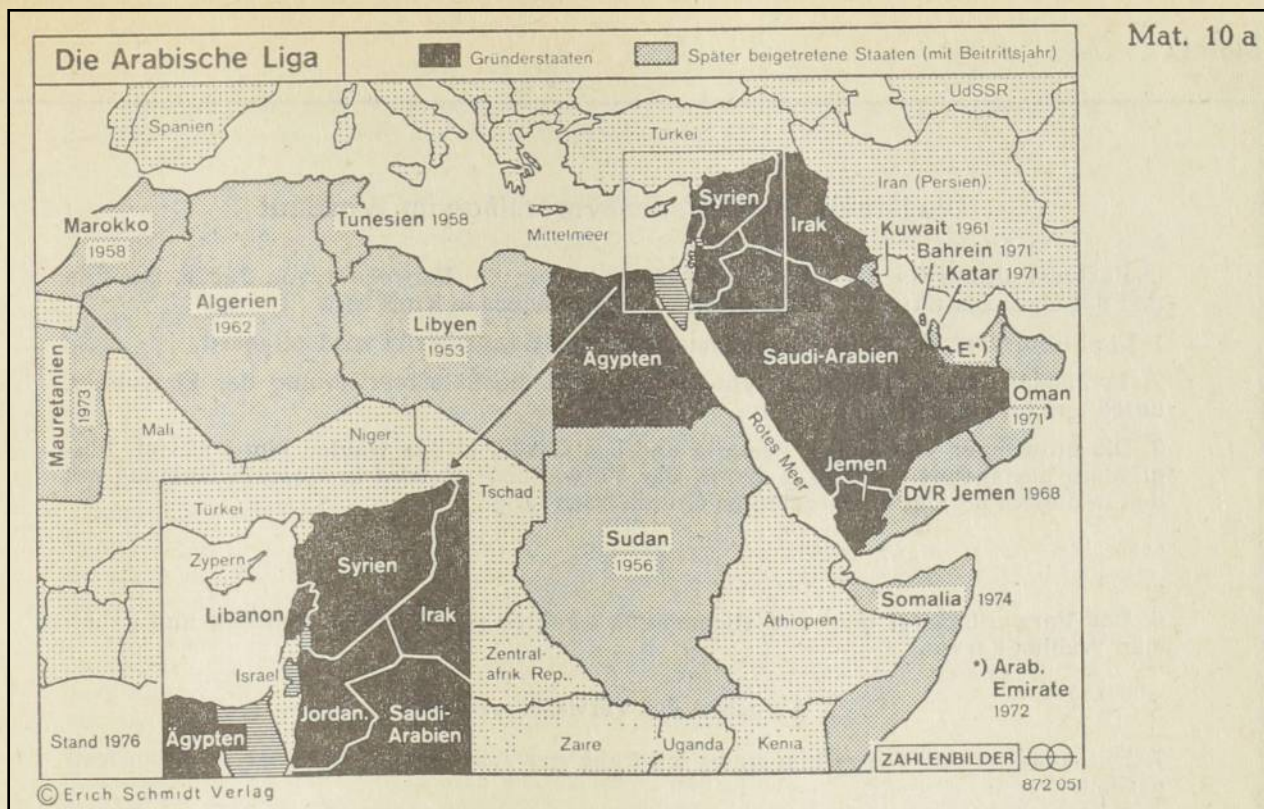 Mat. 10 a
Die Arabische Liga
Gründerstaaten
Später beigetretene Staaten (mit Beitrittsjahr)
UdSSR
Spanien
Türkei
Iran (Persien)
Syrien
Irak
Marokko
1958
Tunesien 1958
Mittelmeer
Kuwait 1961
Bahrein 1971
Katar 1971
Algerien
1962
Libyen
1953
Ägypten
Saudi-Arabien
E.*)
Oman
1971
Mauretanien
1973
Mali
Niger
Rotes Meer
Jemen
DVR Jemen 1968
Tschad
Türkei
Zypern
Syrien
Sudan
1956
Libanon
Irak
Somalia 1974
Äthiopien
Israel
Zentral-
afrik. Rep.
*) Arab.
Emirate
1972
Jordan.
Saudi-
Arabien
Stand 1976
Ägypten
Zaire
Uganda
Kenia
ZAHLENBILDER
872 051
© Erich Schmidt Verlag